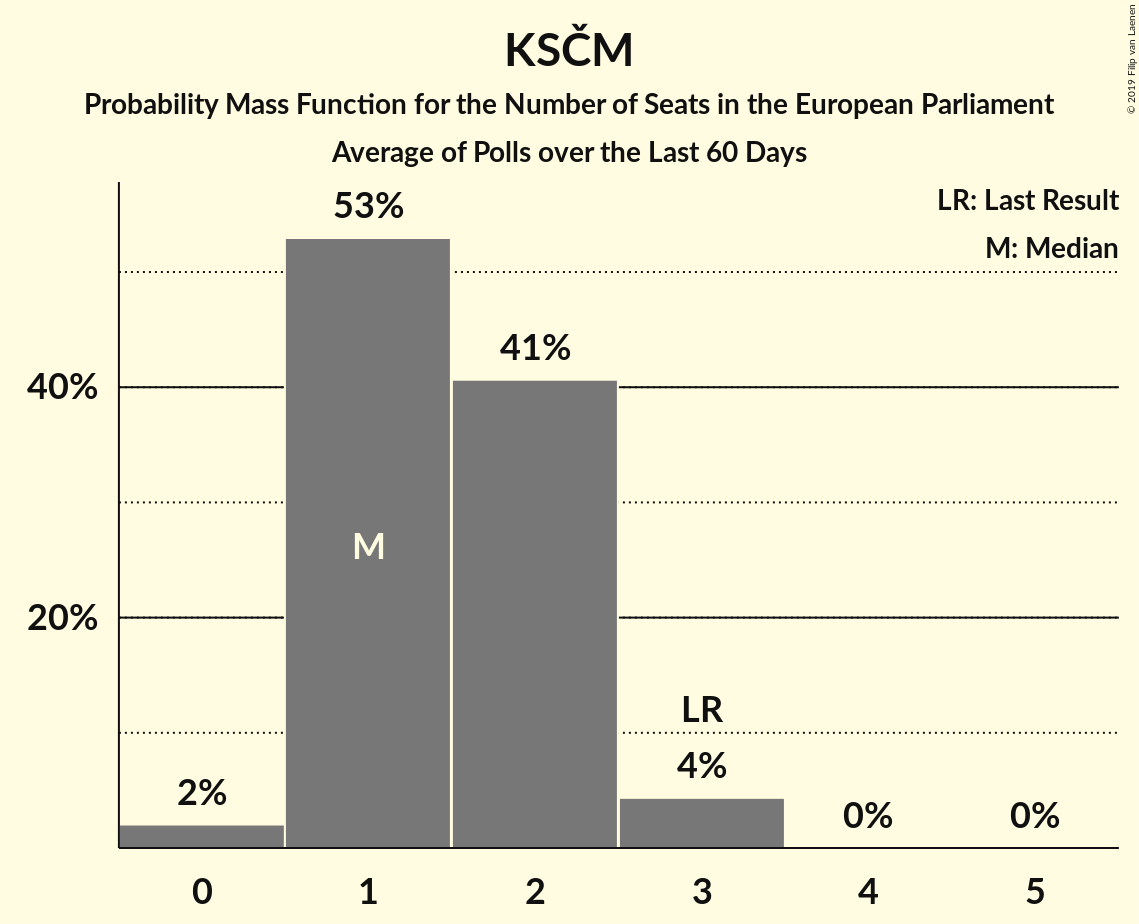 KSČM
Probability Mass Function for the Number of Seats in the European Parliament
Average of Polls over the Last 60 Days
© 2019 Filip van Laenen
LR: Last Result
M: Median
53%
41%
40%
M
20%
LR
4%
2%
0%
0%
0 1 2 3 4 5